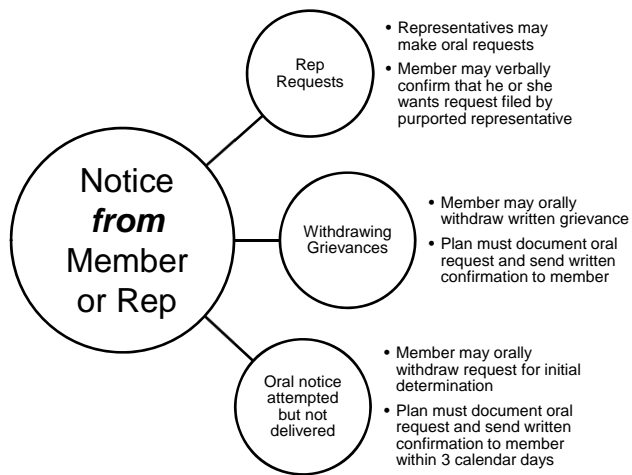 Notice
from
Member
or Rep
Rep
Requests
• Representatives may
make oral requests
• Member may verbally
confirm that he or she
wants request filed by
purported representative
Withdrawing
Grievances
• Member may orally
withdraw written grievance
• Plan must document oral
request and send written
confirmation to member
Oral notice
attempted
but not
delivered
• Member may orally
withdraw request for initial
determination
• Plan must document oral
request and send written
confirmation to member
within 3 calendar days